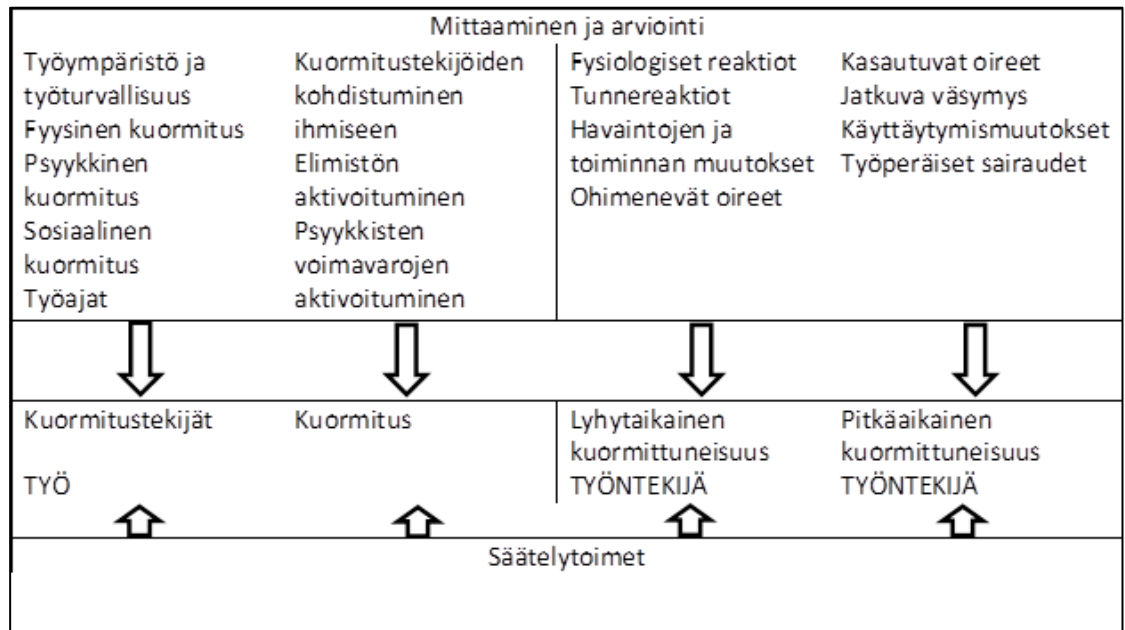 Mittaaminen ja arviointi
Työympäristö ja
työturvallisuus
Fyysinen kuormitus
Psyykkinen
kuormitus
Sosiaalinen
kuormitus
Työajat
Kuormitustekijöiden
kohdistuminen
ihmiseen
Elimistön
aktivoituminen
Psyykkisten
voimavarojen
aktivoituminen
Fysiologiset reaktiot
Tunnereaktiot
Havaintojen ja
toiminnan muutokset
Ohimenevät oireet
Kasautuvat oireet
Jatkuva väsymys
Käyttäytymismuutokset
Työperäiset sairaudet
Kuormitustekijät
TYÖ
Kuormitus
Lyhytaikainen
kuormittuneisuus
TYÖNTEKIJÄ
Pitkäaikainen
kuormittuneisuus
TYÖNTEKIJÄ
Säätelytoimet